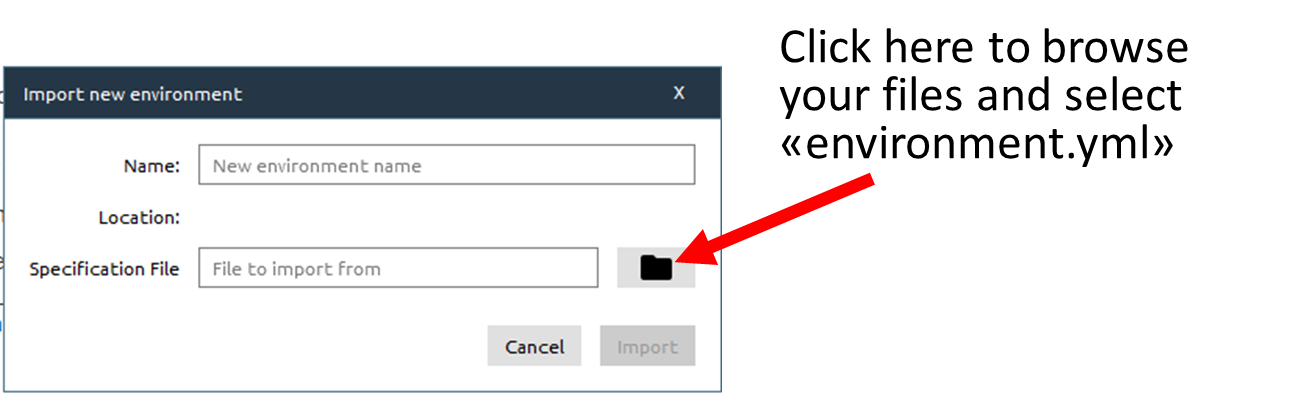 Click here to browse
your files and select
«environment.yml»
Import new environment
x
Name:
New environment name
Location:
Specification File
File to import from
Cancel
Import